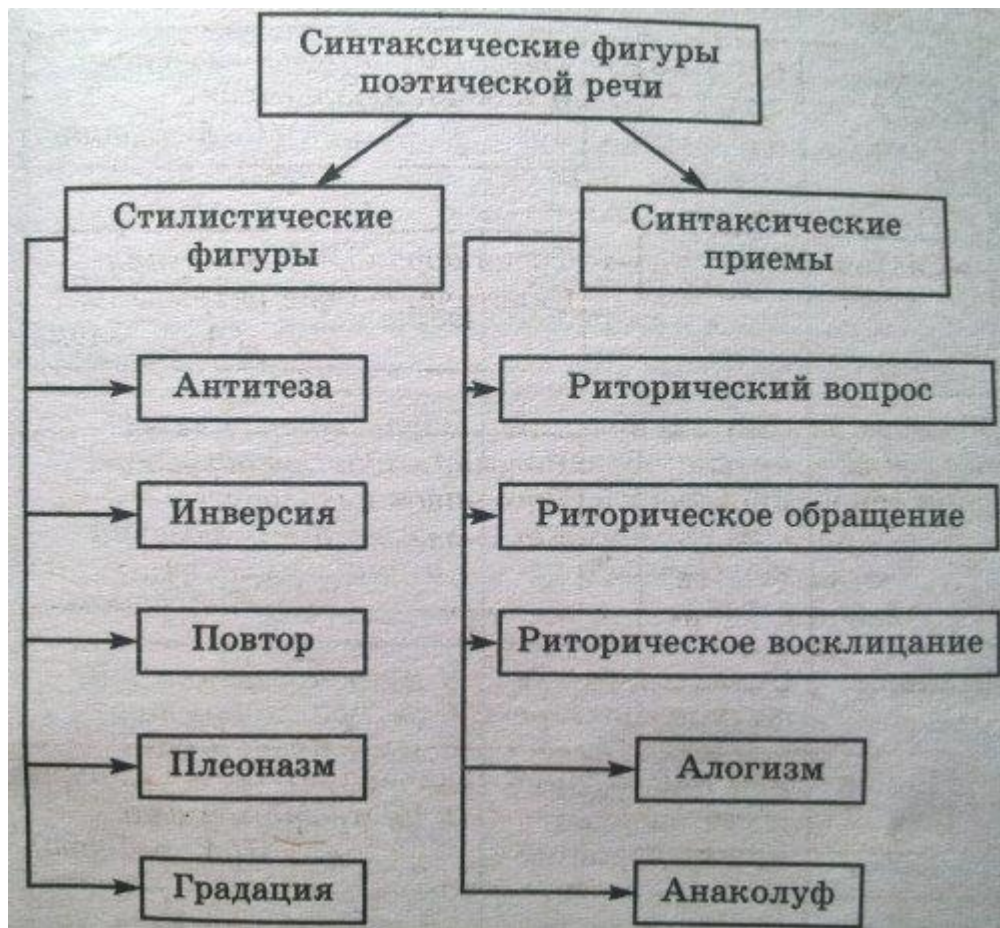 Синтаксические фигуры
поэтической речи
Стилистические
фигуры
Синтаксические
приемы
Антитеза
Инверсия
Повтор
Плеоназм
Градация
Риторический вопрос
Риторическое обращение
Риторическое восклицание
Алогизм
Анаколуф